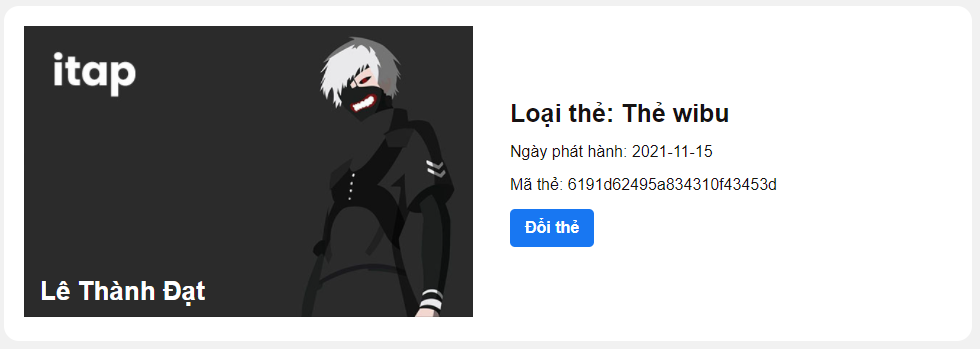 itap
Lê Thành Đạt
Loại thẻ: Thẻ wibu
Ngày phát hành: 2021-11-15
Mã thẻ: 6191d62495a834310f43453d
Đổi thẻ